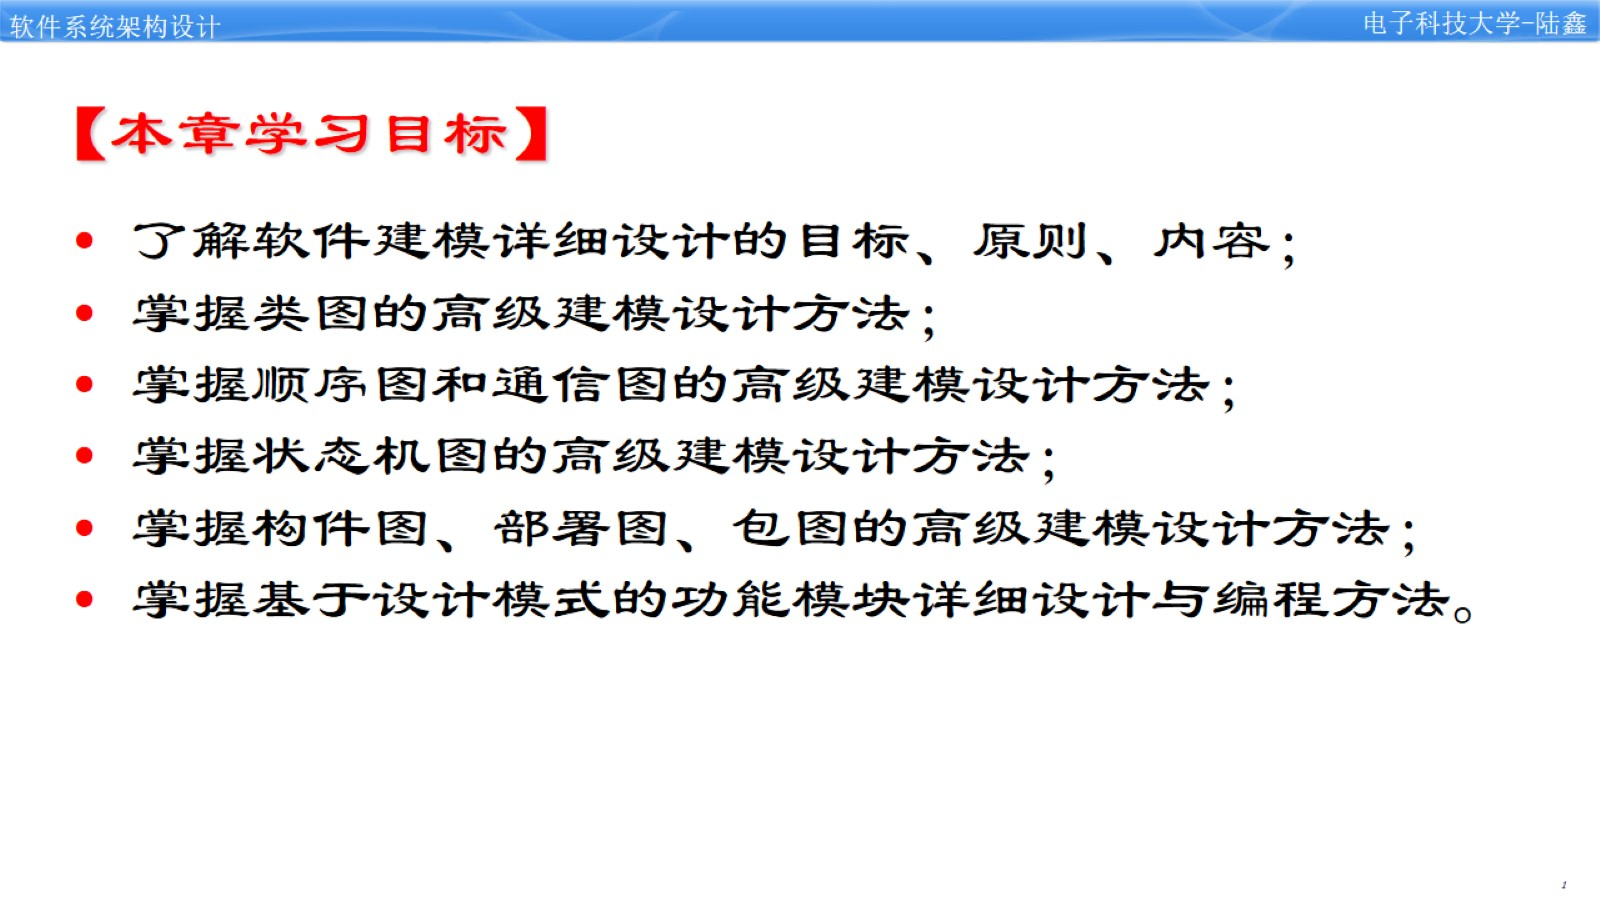 软件系统架构设计
电子科技大学-陆鑫
【本章学习目标】
• 了解软件建模详细设计的目标、原则、内容；
• 掌握类图的高级建模设计方法；
• 掌握顺序图和通信图的高级建模设计方法；
• 掌握状态机图的高级建模设计方法；
• 掌握构件图、部署图、包图的高级建模设计方法；
• 掌握基于设计模式的功能模块详细设计与编程方法。
1